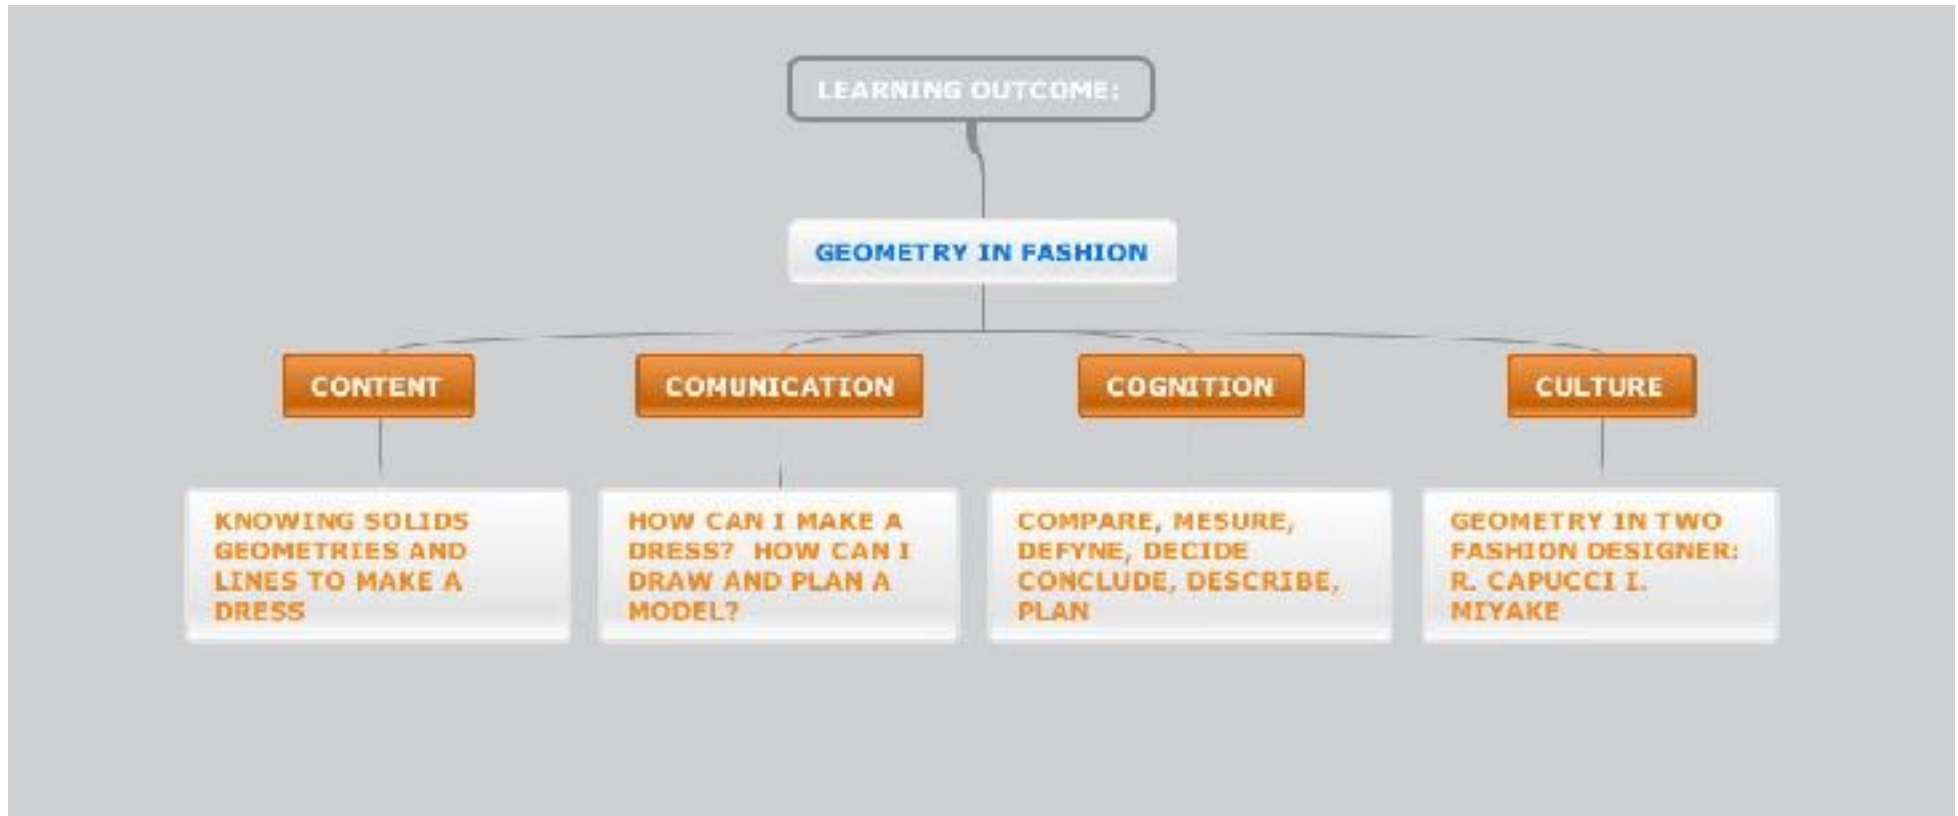 LEARNING OUTCOME:
GEOMETRY IN FASHION
CONTENT
COMUNICATION
COGNITION
CULTURE
KNOWING SOLIDS
GEOMETRIES AND
LINES TO MAKE A
DRESS
HOW CAN I MAKE A
DRESS? HOW CAN I
DRAW AND PLAN A
MODEL?
COMPARE, MESURE,
DEFYNE, DECIDE
CONCLUDE, DESCRIBE,
PLAN
GEOMETRY IN TWO
FASHION DESIGNER:
R. CAPUCCI I.
MIYAKE